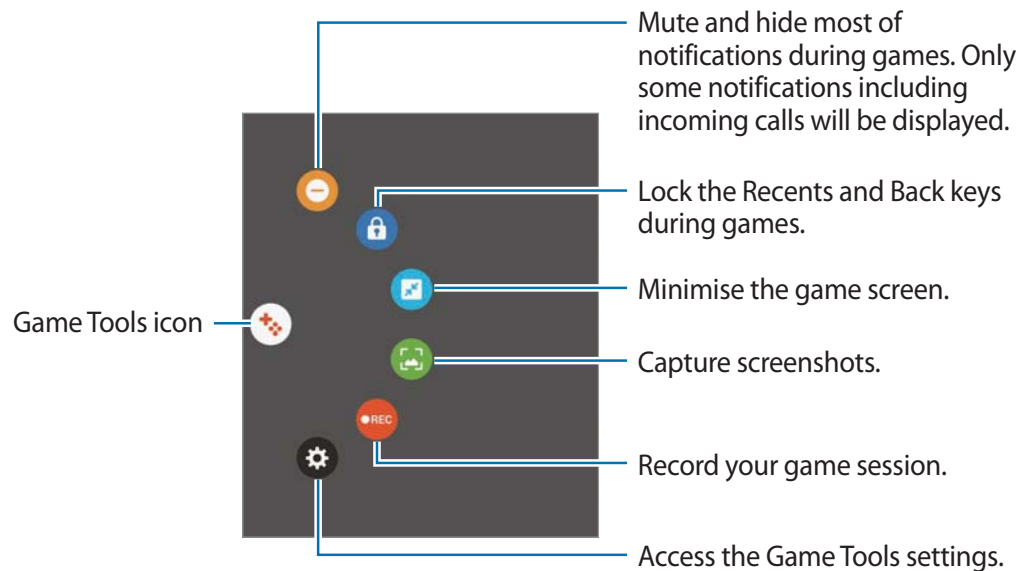 Mute and hide most of
notifications during games. Only
some notifications including
incoming calls will be displayed.
Lock the Recents and Back keys
during games.
Minimise the game screen.
Game Tools icon
Capture screenshots.
REC
Record your game session.
Access the Game Tools settings.